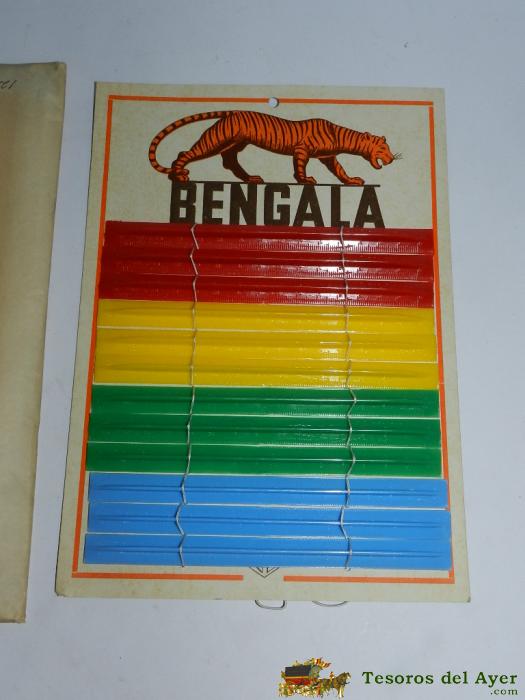 BENGALA
Tesoros del Ayer
.com